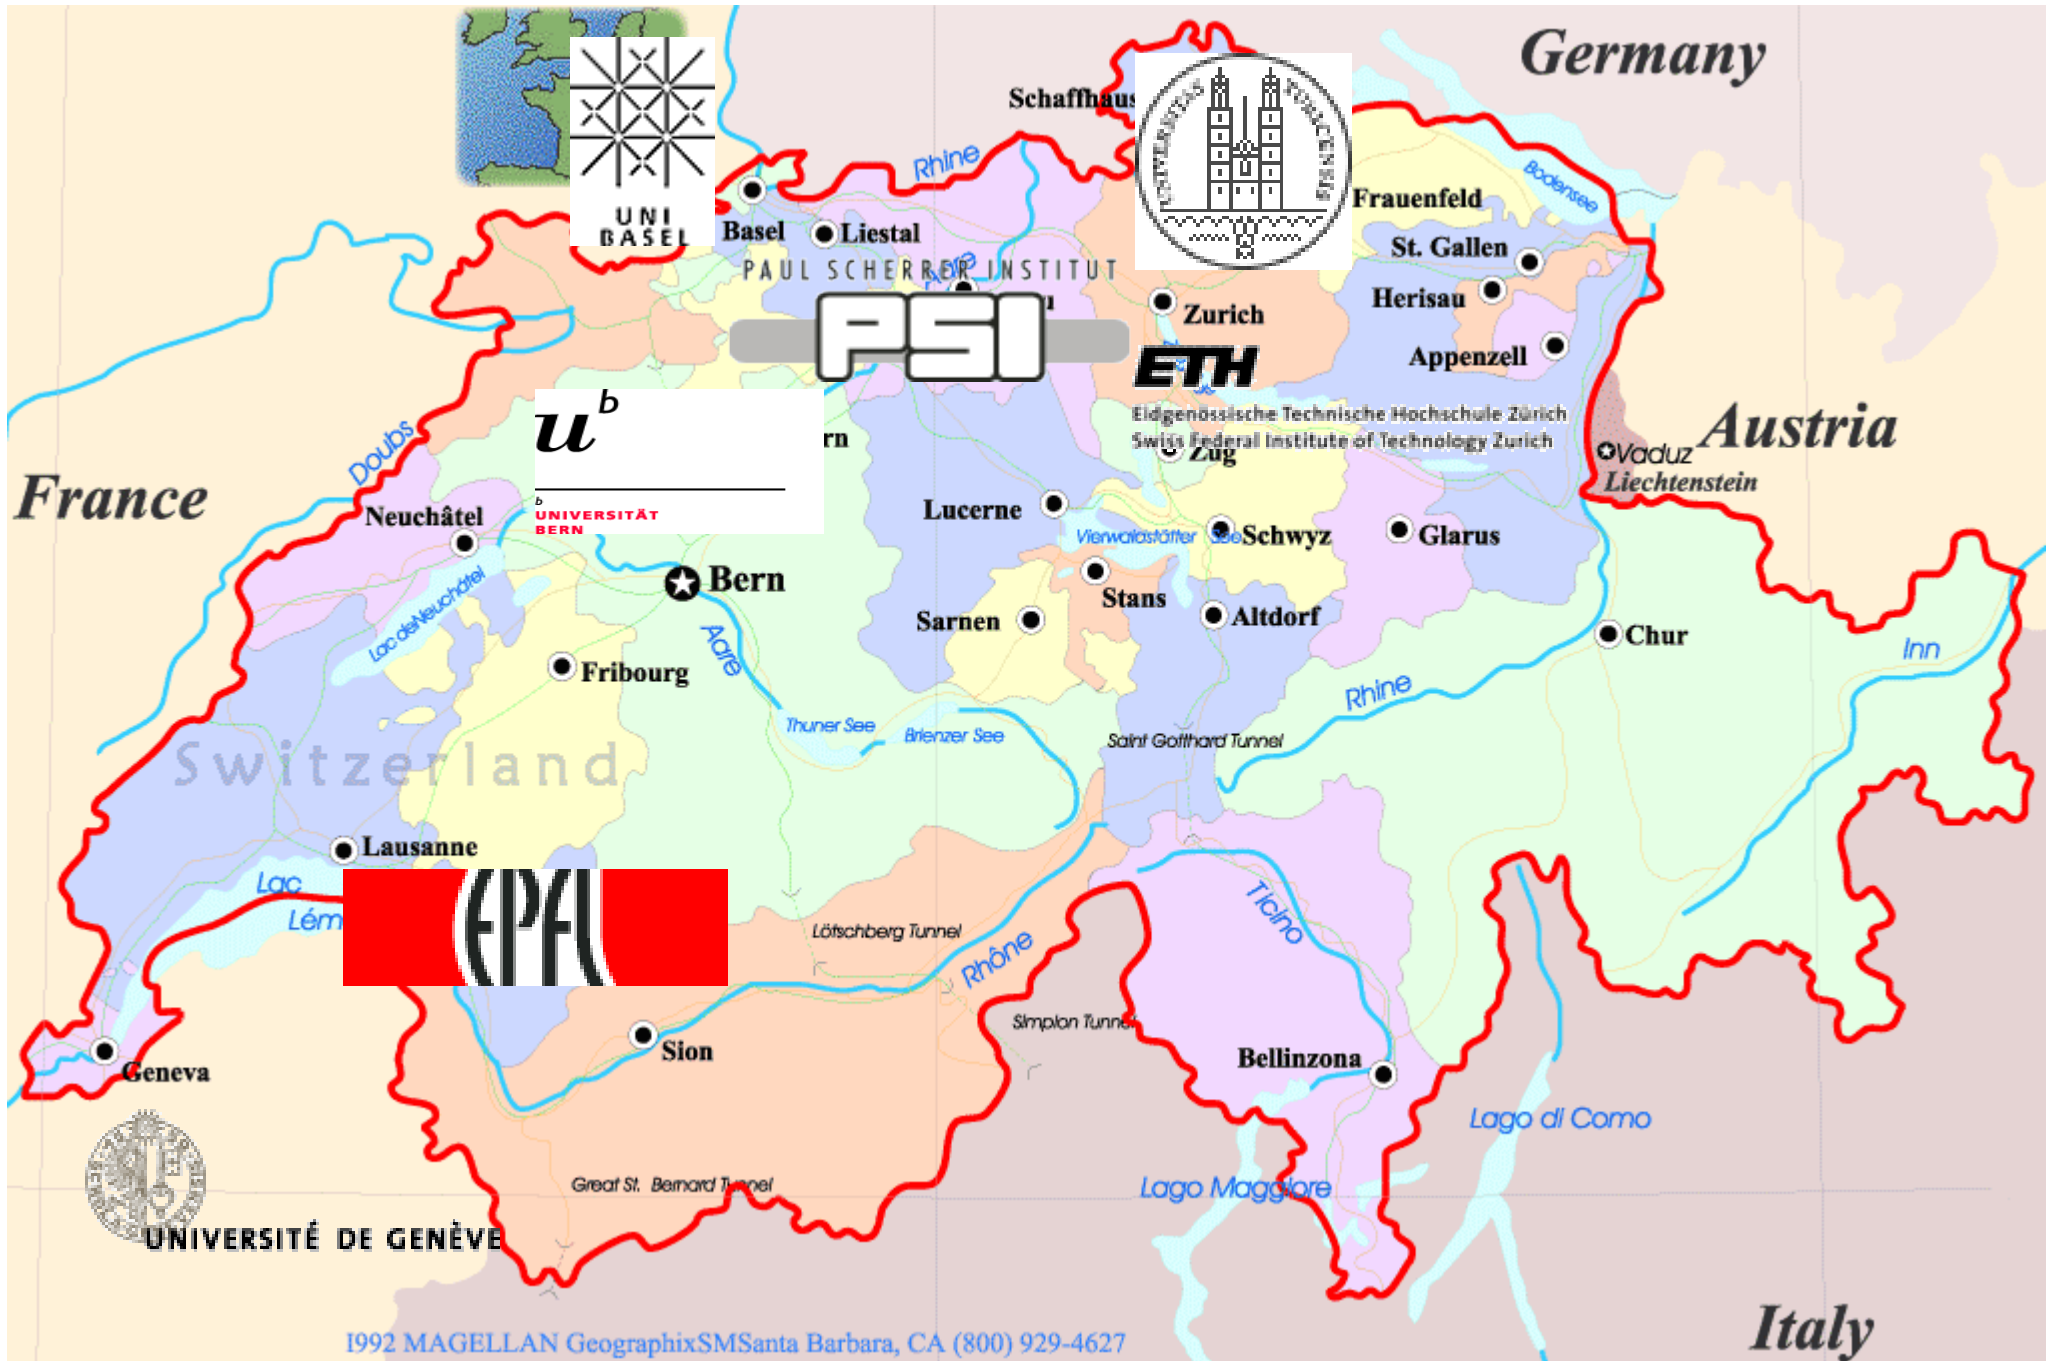 Germany
Schaffhaus
UNIVERSITAS TURICENSIS
Rhine
Bodensee
Frauenfeld
UNI
BASEL
Basel
Liestal
St. Gallen
PAUL SCHERRER INSTITUT
Aare
PSI
Herisau
Zurich
Appenzell
ETH
Eidgenössische Technische Hochschule Zürich
Swiss Federal Institute of Technology Zurich
Zug
u
b
rn
b
UNIVERSITÄT
BERN
Austria
Vaduz
Liechtenstein
Doubs
France
Neuchâtel
Lucerne
Vierwaldstätter See
Schwyz
Glarus
Bern
Stans
Lac de Neuchâtel
Sarnen
Altdorf
Chur
Aare
Inn
Fribourg
Rhine
Thuner See
Brienzer See
Saint Gotthard Tunnel
Switzerland
Lausanne
Lac
Lém
EPFL
Ticino
Lötschberg Tunnel
Rhône
Simplon Tunnel
Sion
Geneva
Bellinzona
Lago di Como
Great St. Bernard Tunnel
Lago Maggiore
UNIVERSITÉ DE GENÈVE
Italy
1992 MAGELLAN GeographixSMSanta Barbara, CA (800) 929-4627